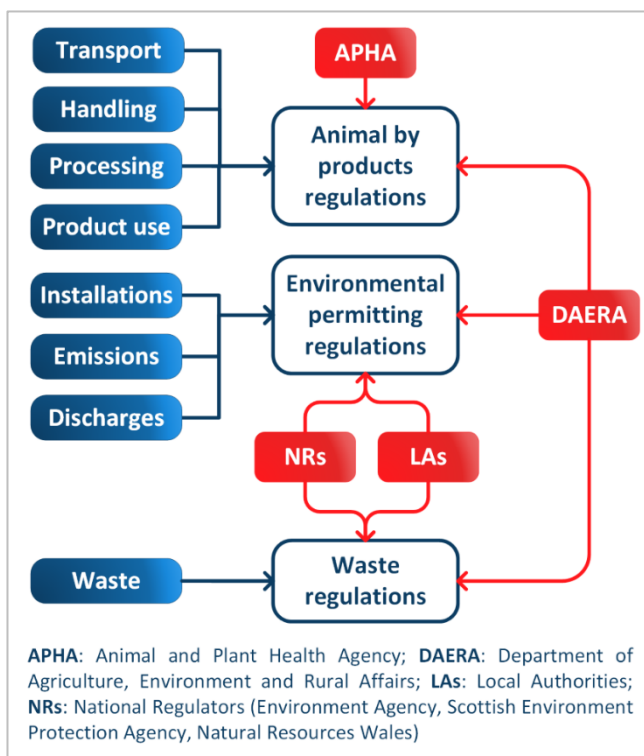 Transport
APHA
Handling
Animal by
products
regulations
Processing
Product use
Installations
Environmental
permitting
regulations
DAERA
Emissions
Discharges
NRs
LAs
Waste
Waste
regulations
APHA: Animal and Plant Health Agency; DAERA: Department of
Agriculture, Environment and Rural Affairs; LAs: Local Authorities;
NRs: National Regulators (Environment Agency, Scottish Environment
Protection Agency, Natural Resources Wales)